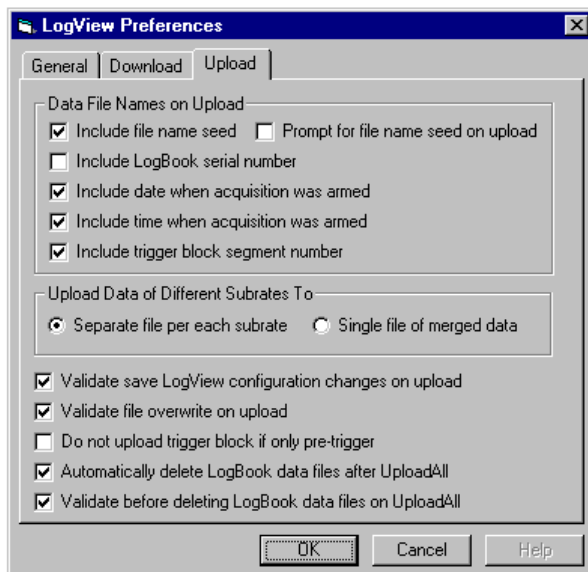 LogView Preferences
General Download Upload
Data File Names on Upload
Include file name seed Prompt for file name seed on upload
Include LogBook serial number
Include date when acquisition was armed
Include time when acquisition was armed
Include trigger block segment number
Upload Data of Different Subrates To
Separate file per each subrate Single file of merged data
Validate save LogView configuration changes on upload
Validate file overwrite on upload
Do not upload trigger block if only pre-trigger
Automatically delete LogBook data files after UploadAll
Validate before deleting LogBook data files on UploadAll
OK Cancel Help